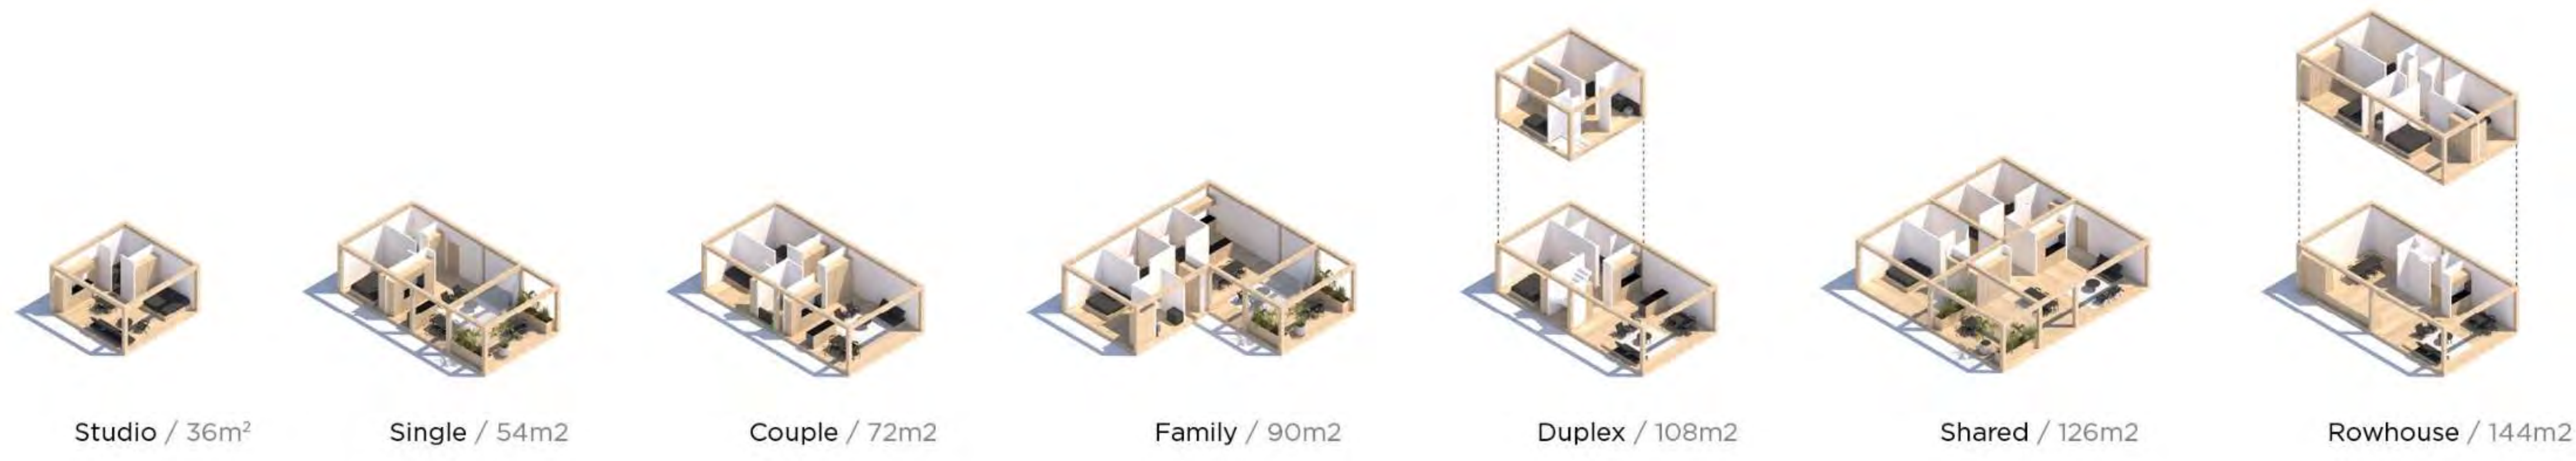 Studio / 36m²
Single / 54m2
Couple / 72m2
Family / 90m2
Duplex / 108m2
Shared / 126m2
Rowhouse / 144m2